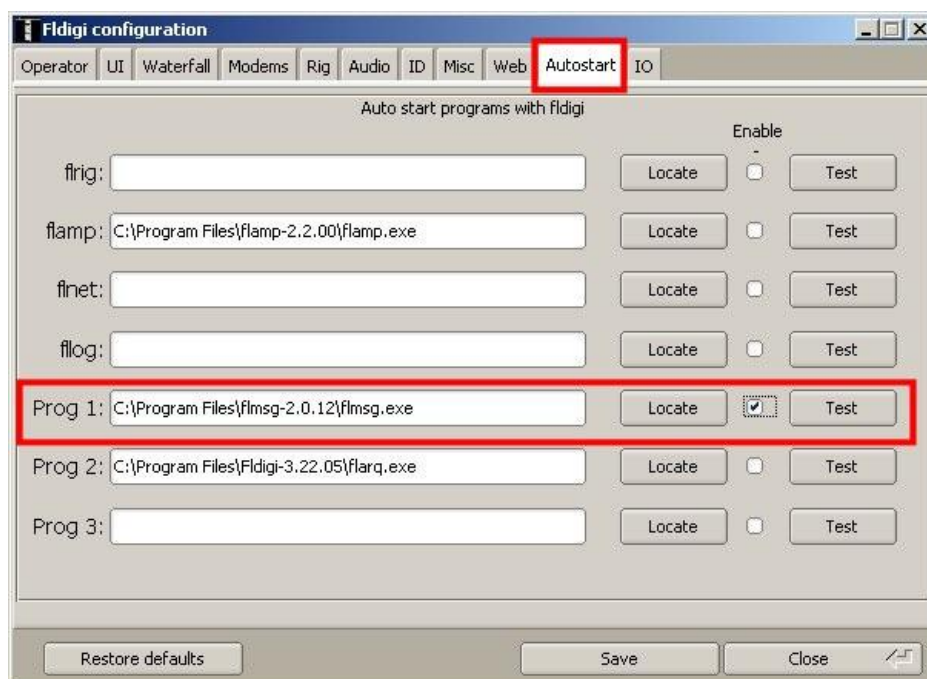 Fldigi configuration
Operator UI Waterfall Modems Rig Audio ID Misc Web Autostart IO
Auto start programs with fldigi
Enable
-
flrig: Locate Test
flamp: C:\Program Files\flamp-2.2.00\flamp.exe Locate Test
flnet: Locate Test
fllog: Locate Test
Prog 1: C:\Program Files\flmsg-2.0.12\flmsg.exe Locate Test
Prog 2: C:\Program Files\Fldigi-3.22.05\flarq.exe Locate Test
Prog 3: Locate Test
Restore defaults Save Close